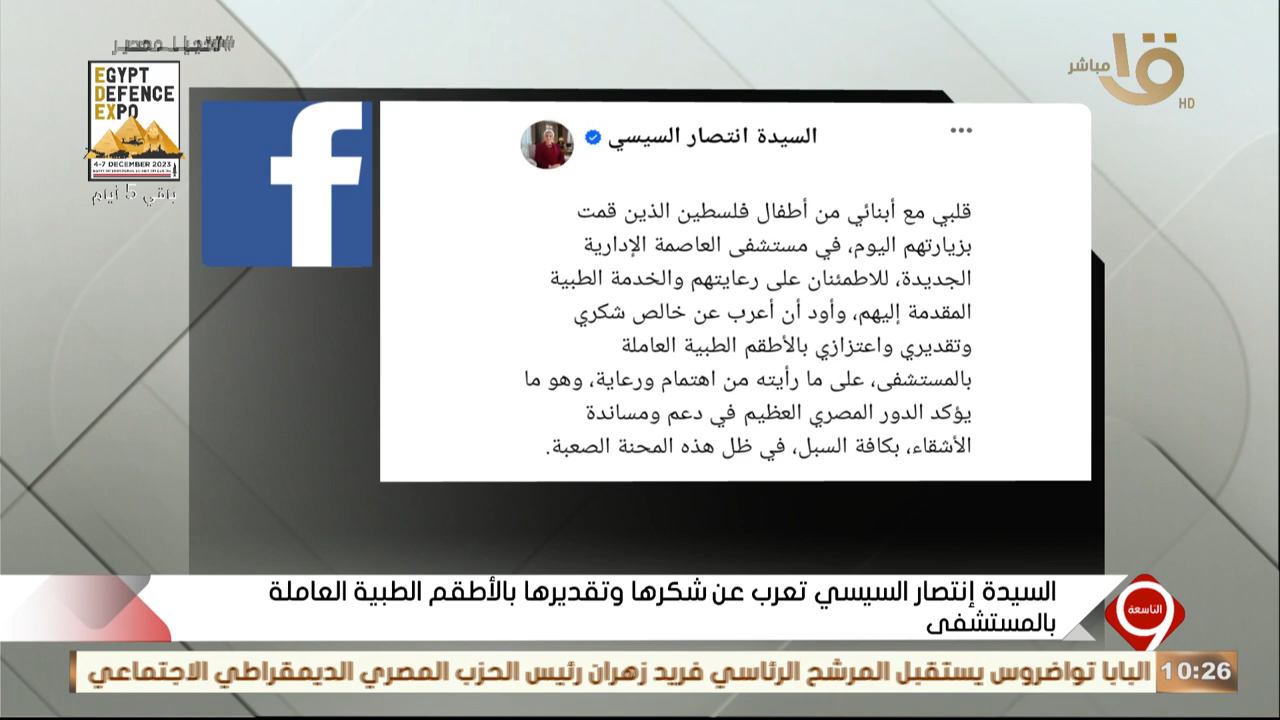 #تحيا_مصر
EGYPT
DEFENCE
EXPO
4-7 DECEMBER 2023
باقي 5 أيام
مباشر
HD
السيدة انتصار السيسي
قلبي مع أبنائي من أطفال فلسطين الذين قمت
بزيارتهم اليوم، في مستشفى العاصمة الإدارية
الجديدة، للاطمئنان على رعايتهم والخدمة الطبية
المقدمة إليهم، وأود أن أعرب عن خالص شكري
وتقديري واعتزازي بالأطقم الطبية العاملة
بالمستشفى، على ما رأيته من اهتمام ورعاية، وهو ما
يؤكد الدور المصري العظيم في دعم ومساندة
الأشقاء، بكافة السبل، في ظل هذه المحنة الصعبة.
السيدة إنتصار السيسي تعرب عن شكرها وتقديرها بالأطقم الطبية العاملة
بالمستشفى
التاسعة
9
10:26
البابا تواضروس يستقبل المرشح الرئاسي فريد زهران رئيس الحزب المصري الديمقراطي الاجتماعي